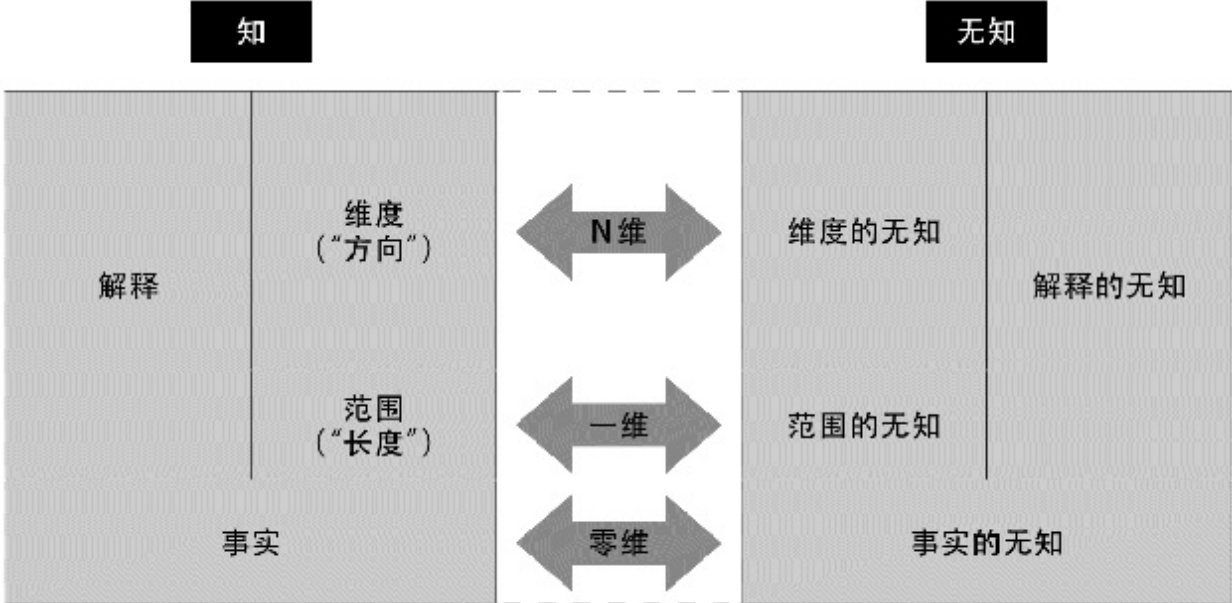 知
无知
维度
(“方向”)
N维
维度的无知
解释
解释的无知
范围
(“长度”)
一维
范围的无知
事实
零维
事实的无知